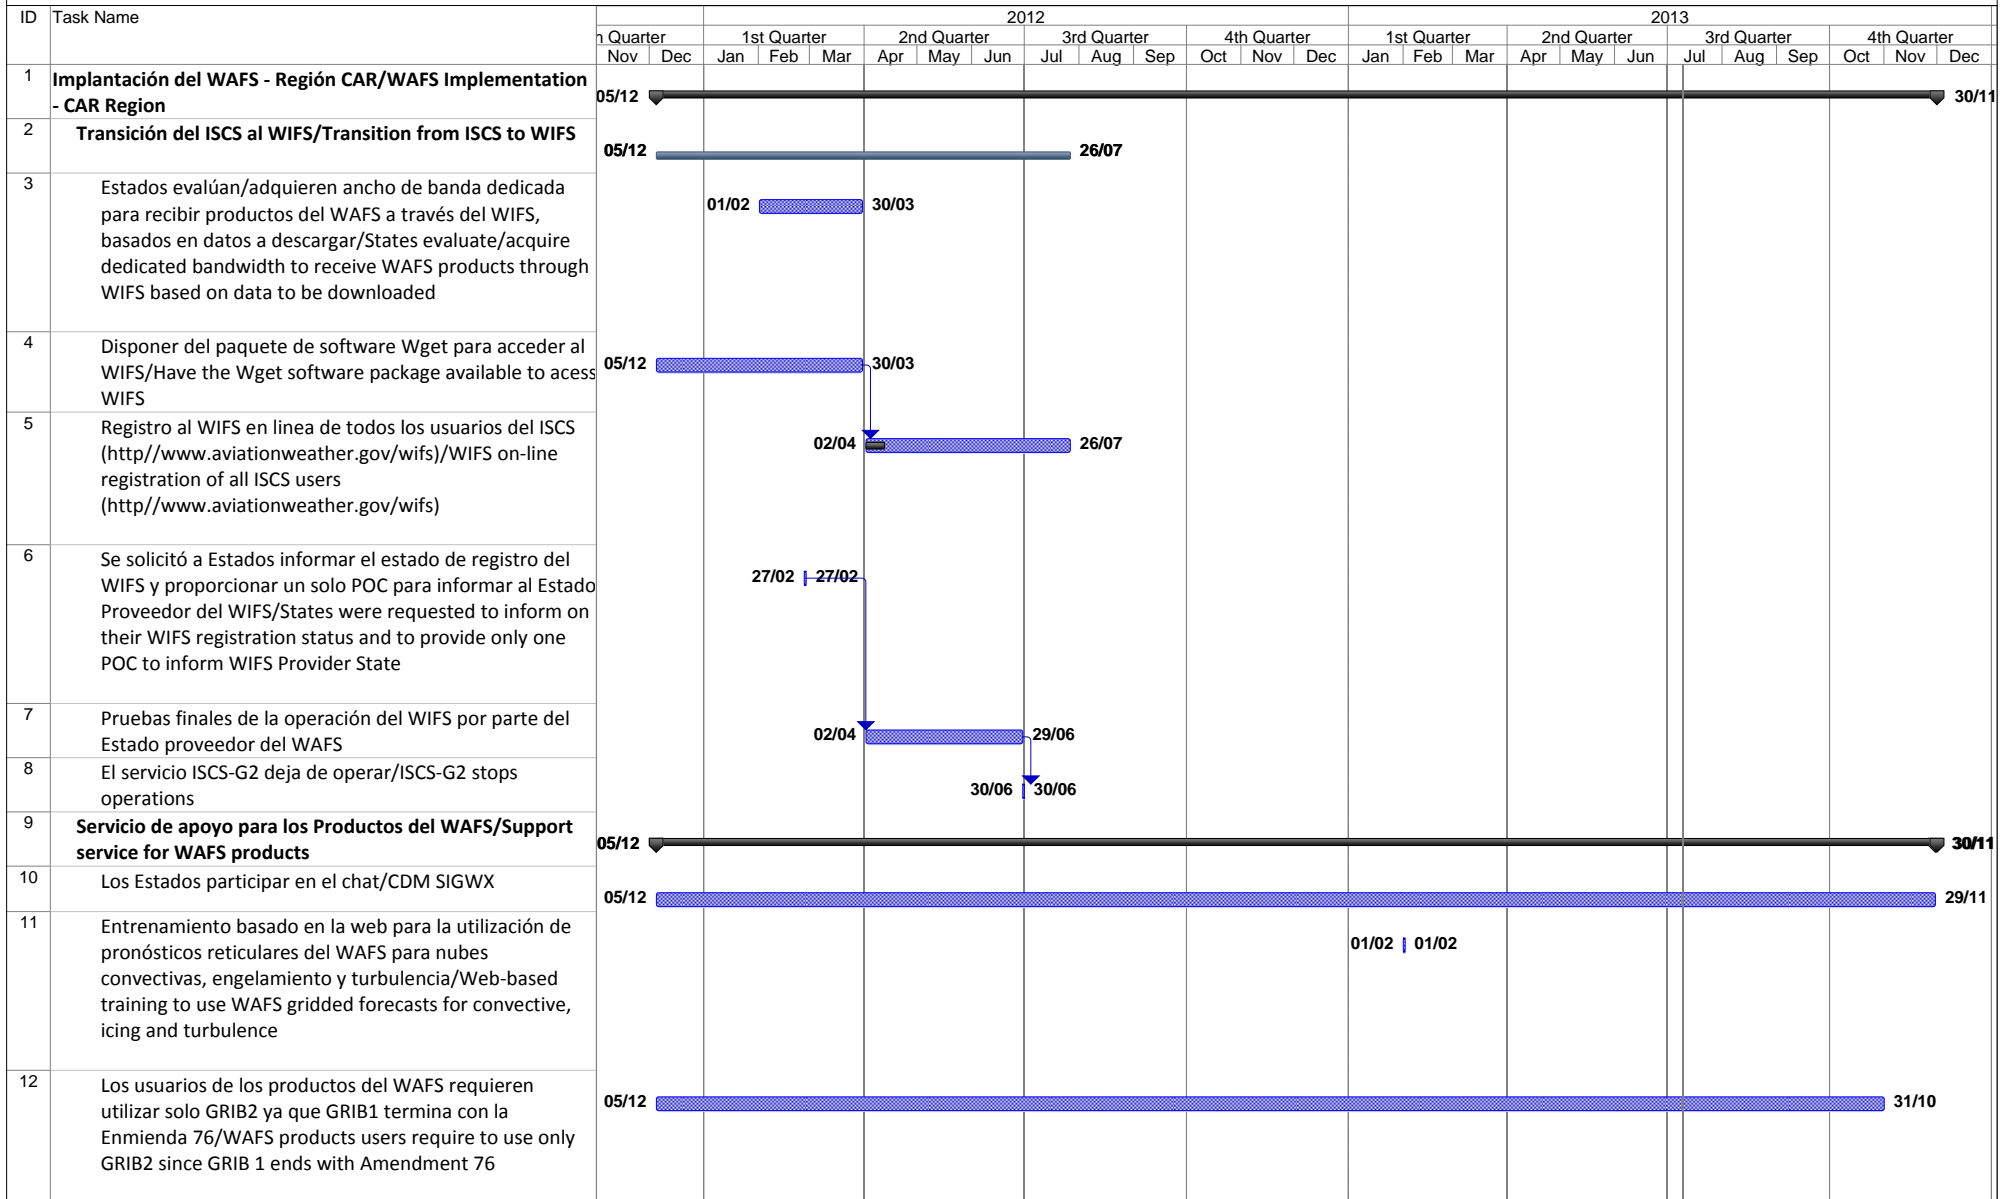 ID Task Name 2012 2013
n Quarter 1st Quarter 2nd Quarter 3rd Quarter 4th Quarter 1st Quarter 2nd Quarter 3rd Quarter 4th Quarter
Nov Dec Jan Feb Mar Apr May Jun Jul Aug Sep Oct Nov Dec Jan Feb Mar Apr May Jun Jul Aug Sep Oct Nov Dec
1 Implantación del WAFS - Región CAR/WAFS Implementation
- CAR Region
05/12 30/11
2 Transición del ISCS al WIFS/Transition from ISCS to WIFS
05/12 26/07
3 Estados evalúan/adquieren ancho de banda dedicada
para recibir productos del WAFS a través del WIFS,
basados en datos a descargar/States evaluate/acquire
dedicated bandwidth to receive WAFS products through
WIFS based on data to be downloaded
01/02 30/03
4 Disponer del paquete de software Wget para acceder al
WIFS/Have the Wget software package available to acess
WIFS
05/12 30/03
5 Registro al WIFS en linea de todos los usuarios del ISCS
(http//www.aviationweather.gov/wifs)/WIFS on-line
registration of all ISCS users
(http//www.aviationweather.gov/wifs)
02/04 26/07
6 Se solicitó a Estados informar el estado de registro del
WIFS y proporcionar un solo POC para informar al Estado
Proveedor del WIFS/States were requested to inform on
their WIFS registration status and to provide only one
POC to inform WIFS Provider State
27/02 27/02
7 Pruebas finales de la operación del WIFS por parte del
Estado proveedor del WAFS
02/04 29/06
8 El servicio ISCS-G2 deja de operar/ISCS-G2 stops
operations
30/06 30/06
9 Servicio de apoyo para los Productos del WAFS/Support
service for WAFS products
05/12 30/11
10 Los Estados participar en el chat/CDM SIGWX
05/12 29/11
11 Entrenamiento basado en la web para la utilización de
pronósticos reticulares del WAFS para nubes
convectivas, engelamiento y turbulencia/Web-based
training to use WAFS gridded forecasts for convective,
icing and turbulence
01/02 01/02
12 Los usuarios de los productos del WAFS requieren
utilizar solo GRIB2 ya que GRIB1 termina con la
Enmienda 76/WAFS products users require to use only
GRIB2 since GRIB 1 ends with Amendment 76
05/12 31/10